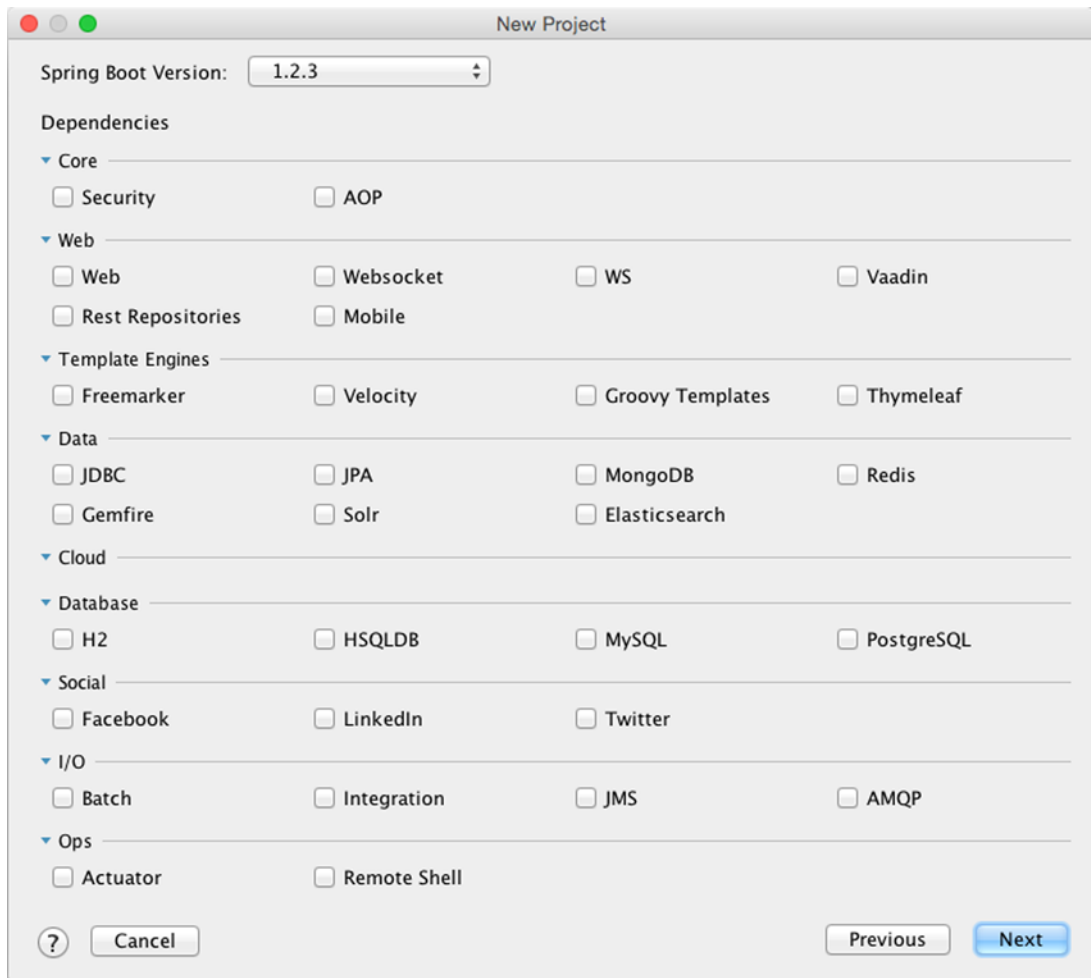 New Project
Spring Boot Version: 1.2.3
Dependencies
Core
Security AOP
Web
Web Websocket WS Vaadin
Rest Repositories Mobile
Template Engines
Freemarker Velocity Groovy Templates Thymeleaf
Data
JDBC JPA MongoDB Redis
Gemfire Solr Elasticsearch
Cloud
Database
H2 HSQLDB MySQL PostgreSQL
Social
Facebook LinkedIn Twitter
I/O
Batch Integration JMS AMQP
Ops
Actuator Remote Shell
? Cancel Previous Next